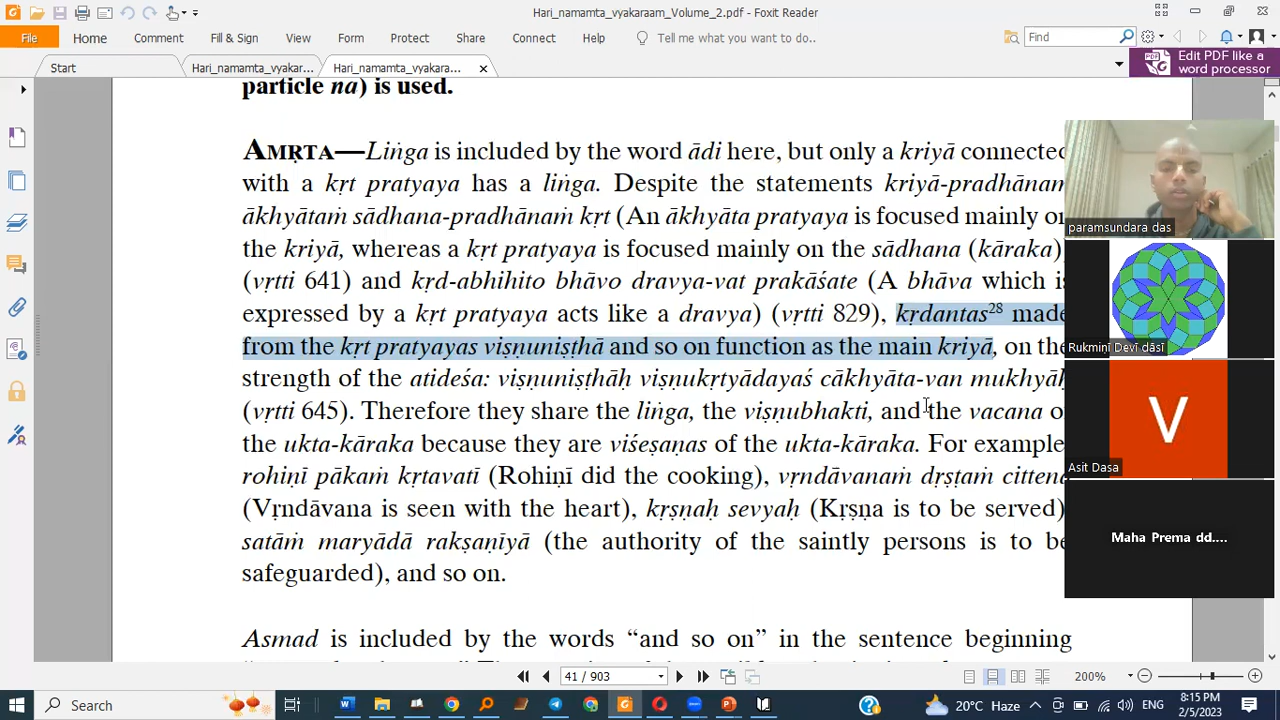 Hari_namamta_vyakaraam_Volume_2.pdf - Foxit Reader
File Home Comment Fill & Sign View Form Protect Share Connect Help Tell me what you want to do... Find
Start Hari_namamta_vyakar... Hari_namamta_vyakara...
EDIT PDF like a
word processor
particle na) is used.
AMṚTA—Liṅga is included by the word ādi here, but only a kriyā connected
with a kṛt pratyaya has a liṅga. Despite the statements kriyā-pradhānam
ākhyātaṁ sādhana-pradhānaṁ kṛt (An ākhyāta pratyaya is focused mainly on
the kriyā, whereas a kṛt pratyaya is focused mainly on the sādhana (kāraka)
(vṛtti 641) and kṛd-abhihito bhāvo dravya-vat prakāśate (A bhāva which is
expressed by a kṛt pratyaya acts like a dravya) (vṛtti 829), kṛdantas28 made
from the kṛt pratyayas viṣṇuniṣṭhā and so on function as the main kriyā, on the
strength of the atideśa: viṣṇuniṣṭhāḥ viṣṇukṛtyādayaś cākhyāta-van mukhyāḥ
(vṛtti 645). Therefore they share the liṅga, the viṣṇubhakti, and the vacana o
the ukta-kāraka because they are viśeṣaṇas of the ukta-kāraka. For example,
rohiṇī pākaṁ kṛtavatī (Rohiṇī did the cooking), vṛndāvanaṁ dṛṣṭaṁ cittena
(Vṛndāvana is seen with the heart), kṛṣṇaḥ sevyaḥ (Kṛṣṇa is to be served)
satāṁ maryādā rakṣaṇīyā (the authority of the saintly persons is to be
safeguarded), and so on.
Asmad is included by the words “and so on” in the sentence beginning
paramsundara das
Rukmiṇī Devī dāsī
V
Asit Dasa
Maha Prema dd....
41 / 903
200%
Search
20°C Haze
8:15 PM
2/5/2023